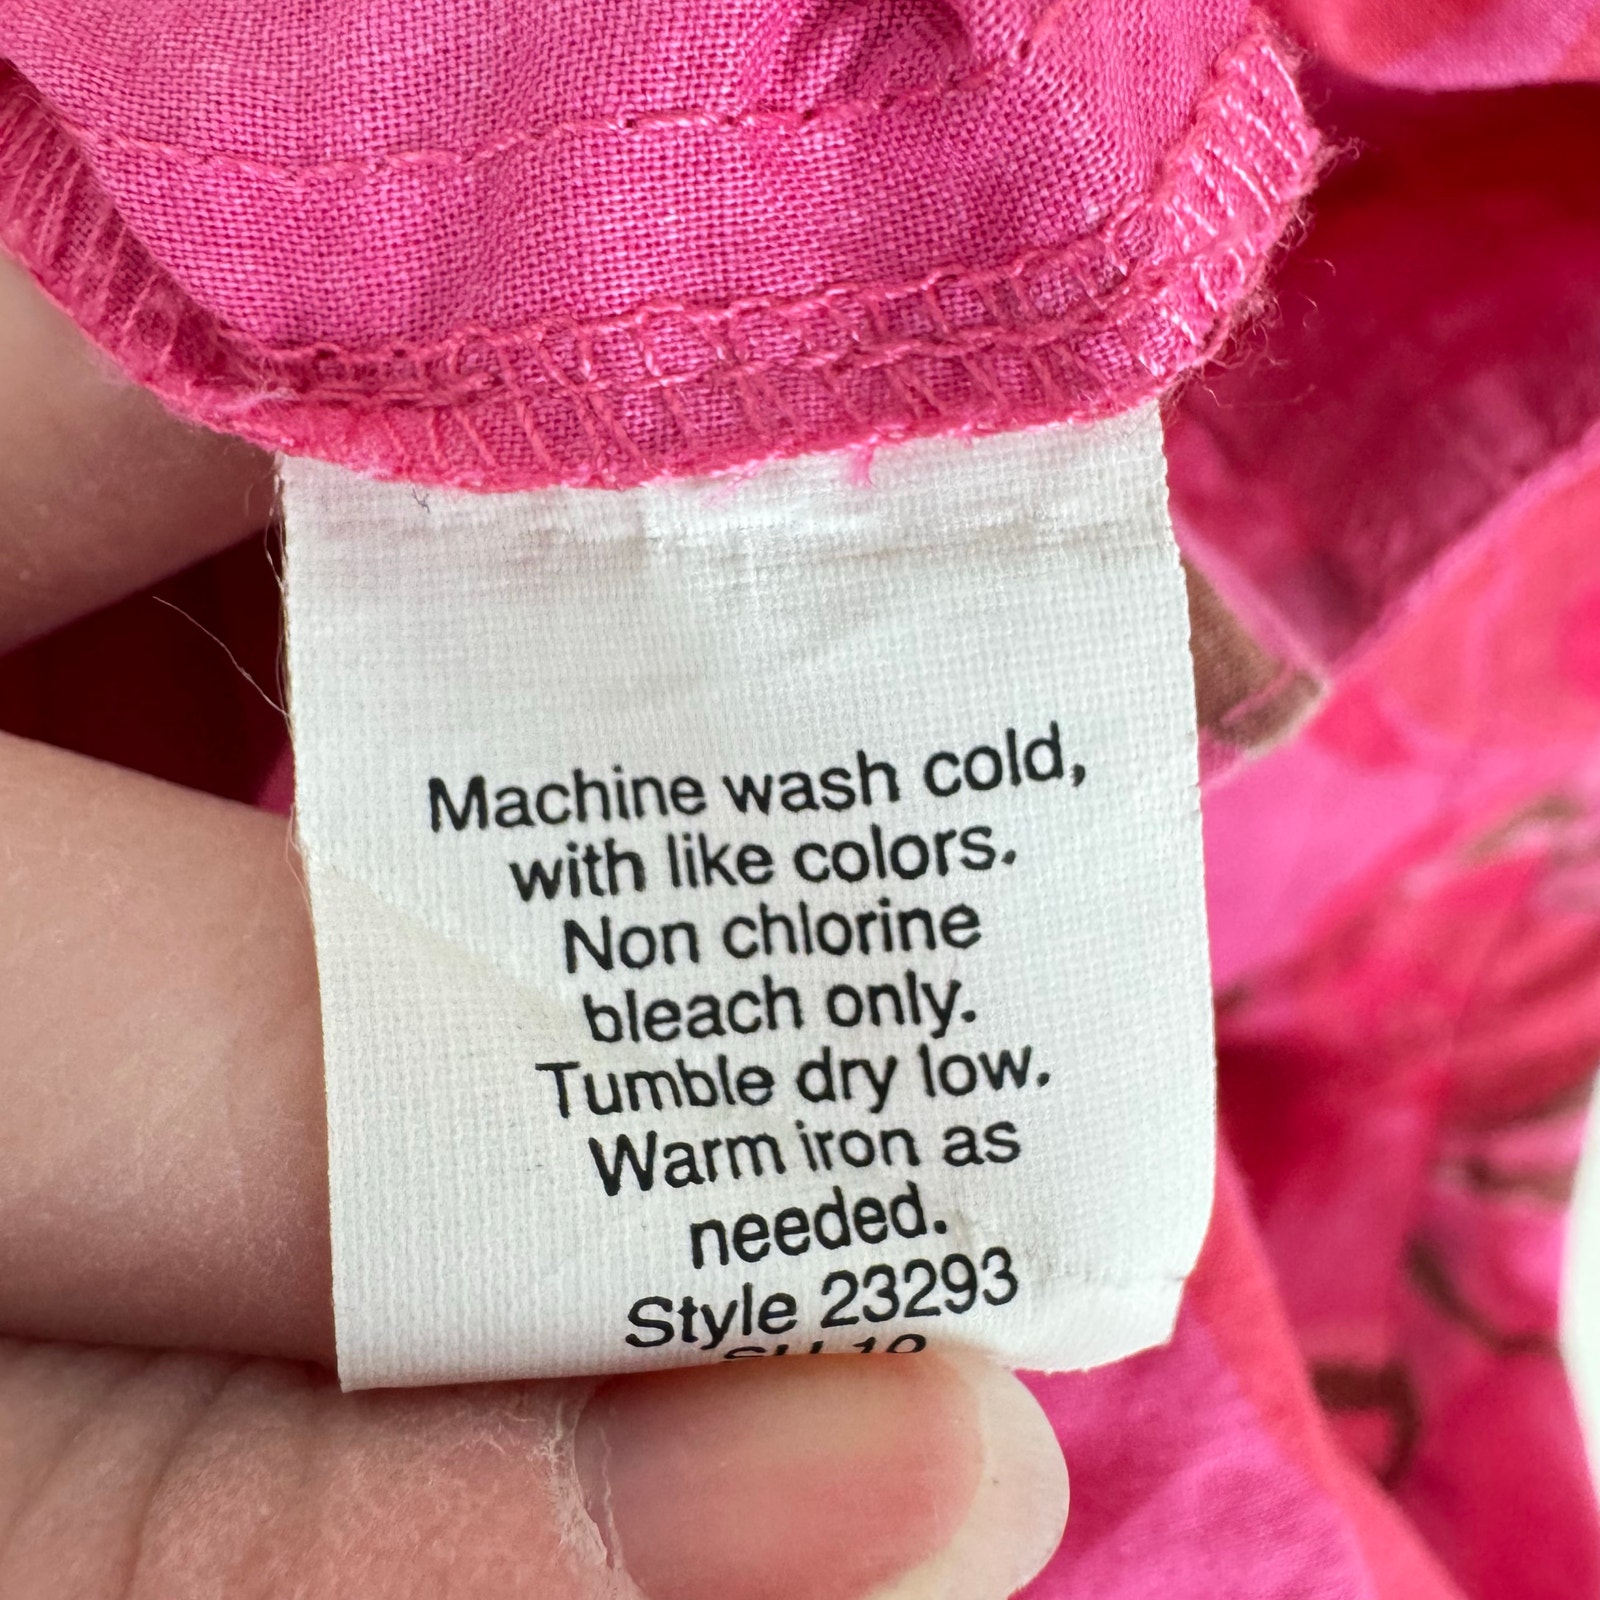 Machine wash cold,
with like colors.
Non chlorine
bleach only.
Tumble dry low.
Warm iron as
needed.
Style 23293